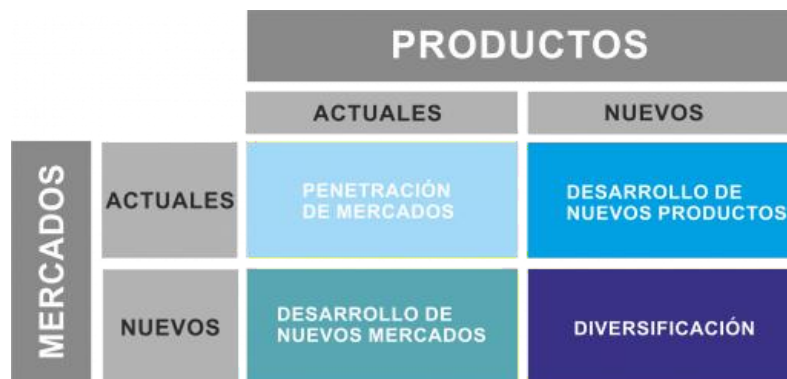 PRODUCTOS
ACTUALES
NUEVOS
MERCADOS
ACTUALES
PENETRACIÓN
DE MERCADOS
DESARROLLO DE
NUEVOS PRODUCTOS
NUEVOS
DESARROLLO DE
NUEVOS MERCADOS
DIVERSIFICACIÓN